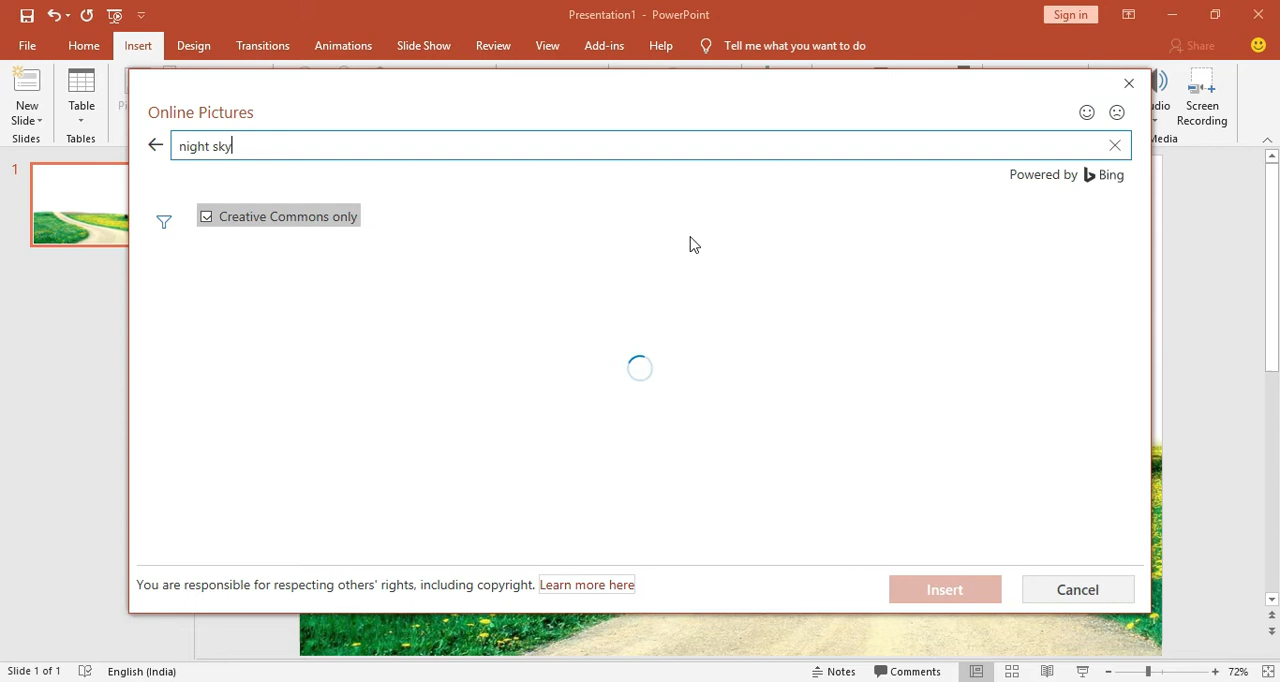 Presentation1 - PowerPoint
Sign in
File Home Insert Design Transitions Animations Slide Show Review View Add-ins Help Tell me what you want to do Share
New Slide
Table
Screen Recording
Slides Tables
Online Pictures
night sky
Powered by Bing
Creative Commons only
1
You are responsible for respecting others' rights, including copyright. Learn more here
Insert Cancel
Slide 1 of 1 English (India) Notes Comments 72%